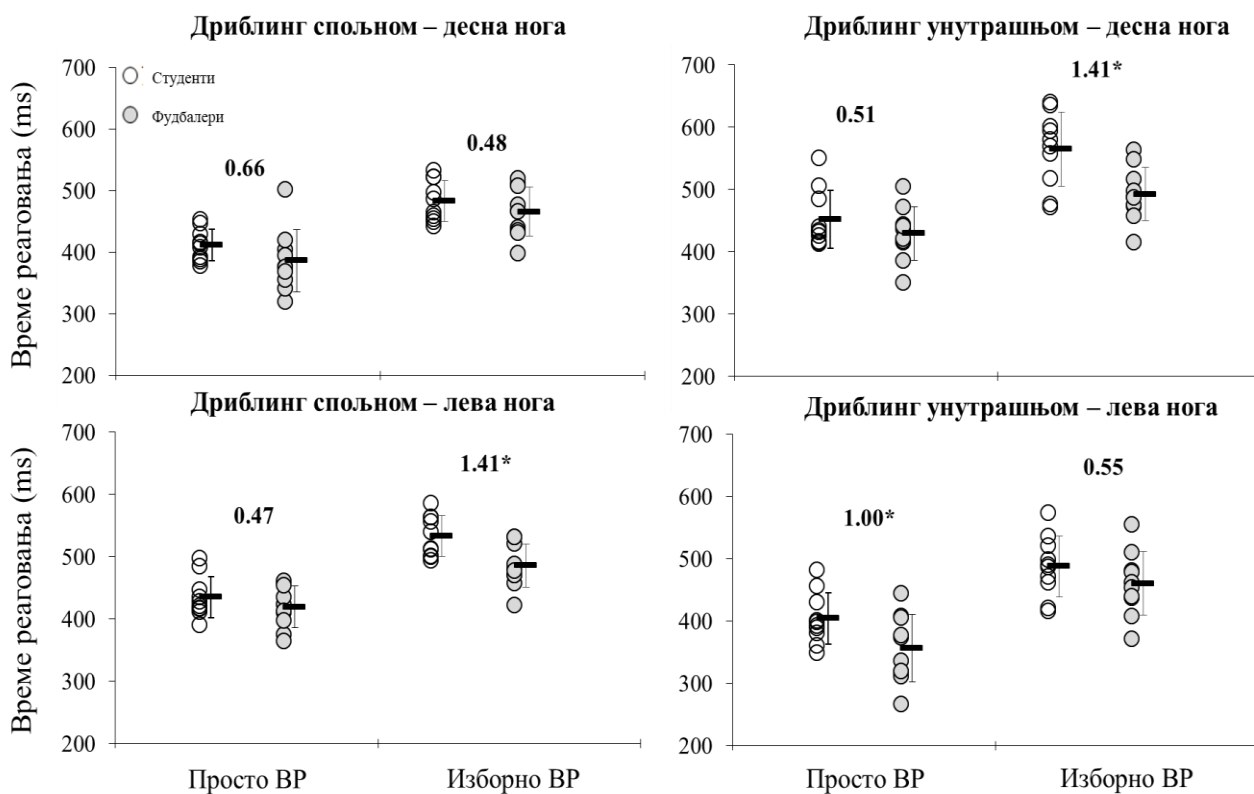 Дриблинг спољном – десна нога
Време реаговања (ms)
700
600
500
400
300
200
Студенти
Фудбалери
0.66
0.48
Дриблинг унутрашњом – десна нога
700
600
500
400
300
200
0.51
1.41*
Дриблинг спољном – лева нога
Време реаговања (ms)
700
600
500
400
300
200
0.47
1.41*
Просто ВР
Изборно ВР
Дриблинг унутрашњом – лева нога
700
600
500
400
300
200
1.00*
0.55
Просто ВР
Изборно ВР